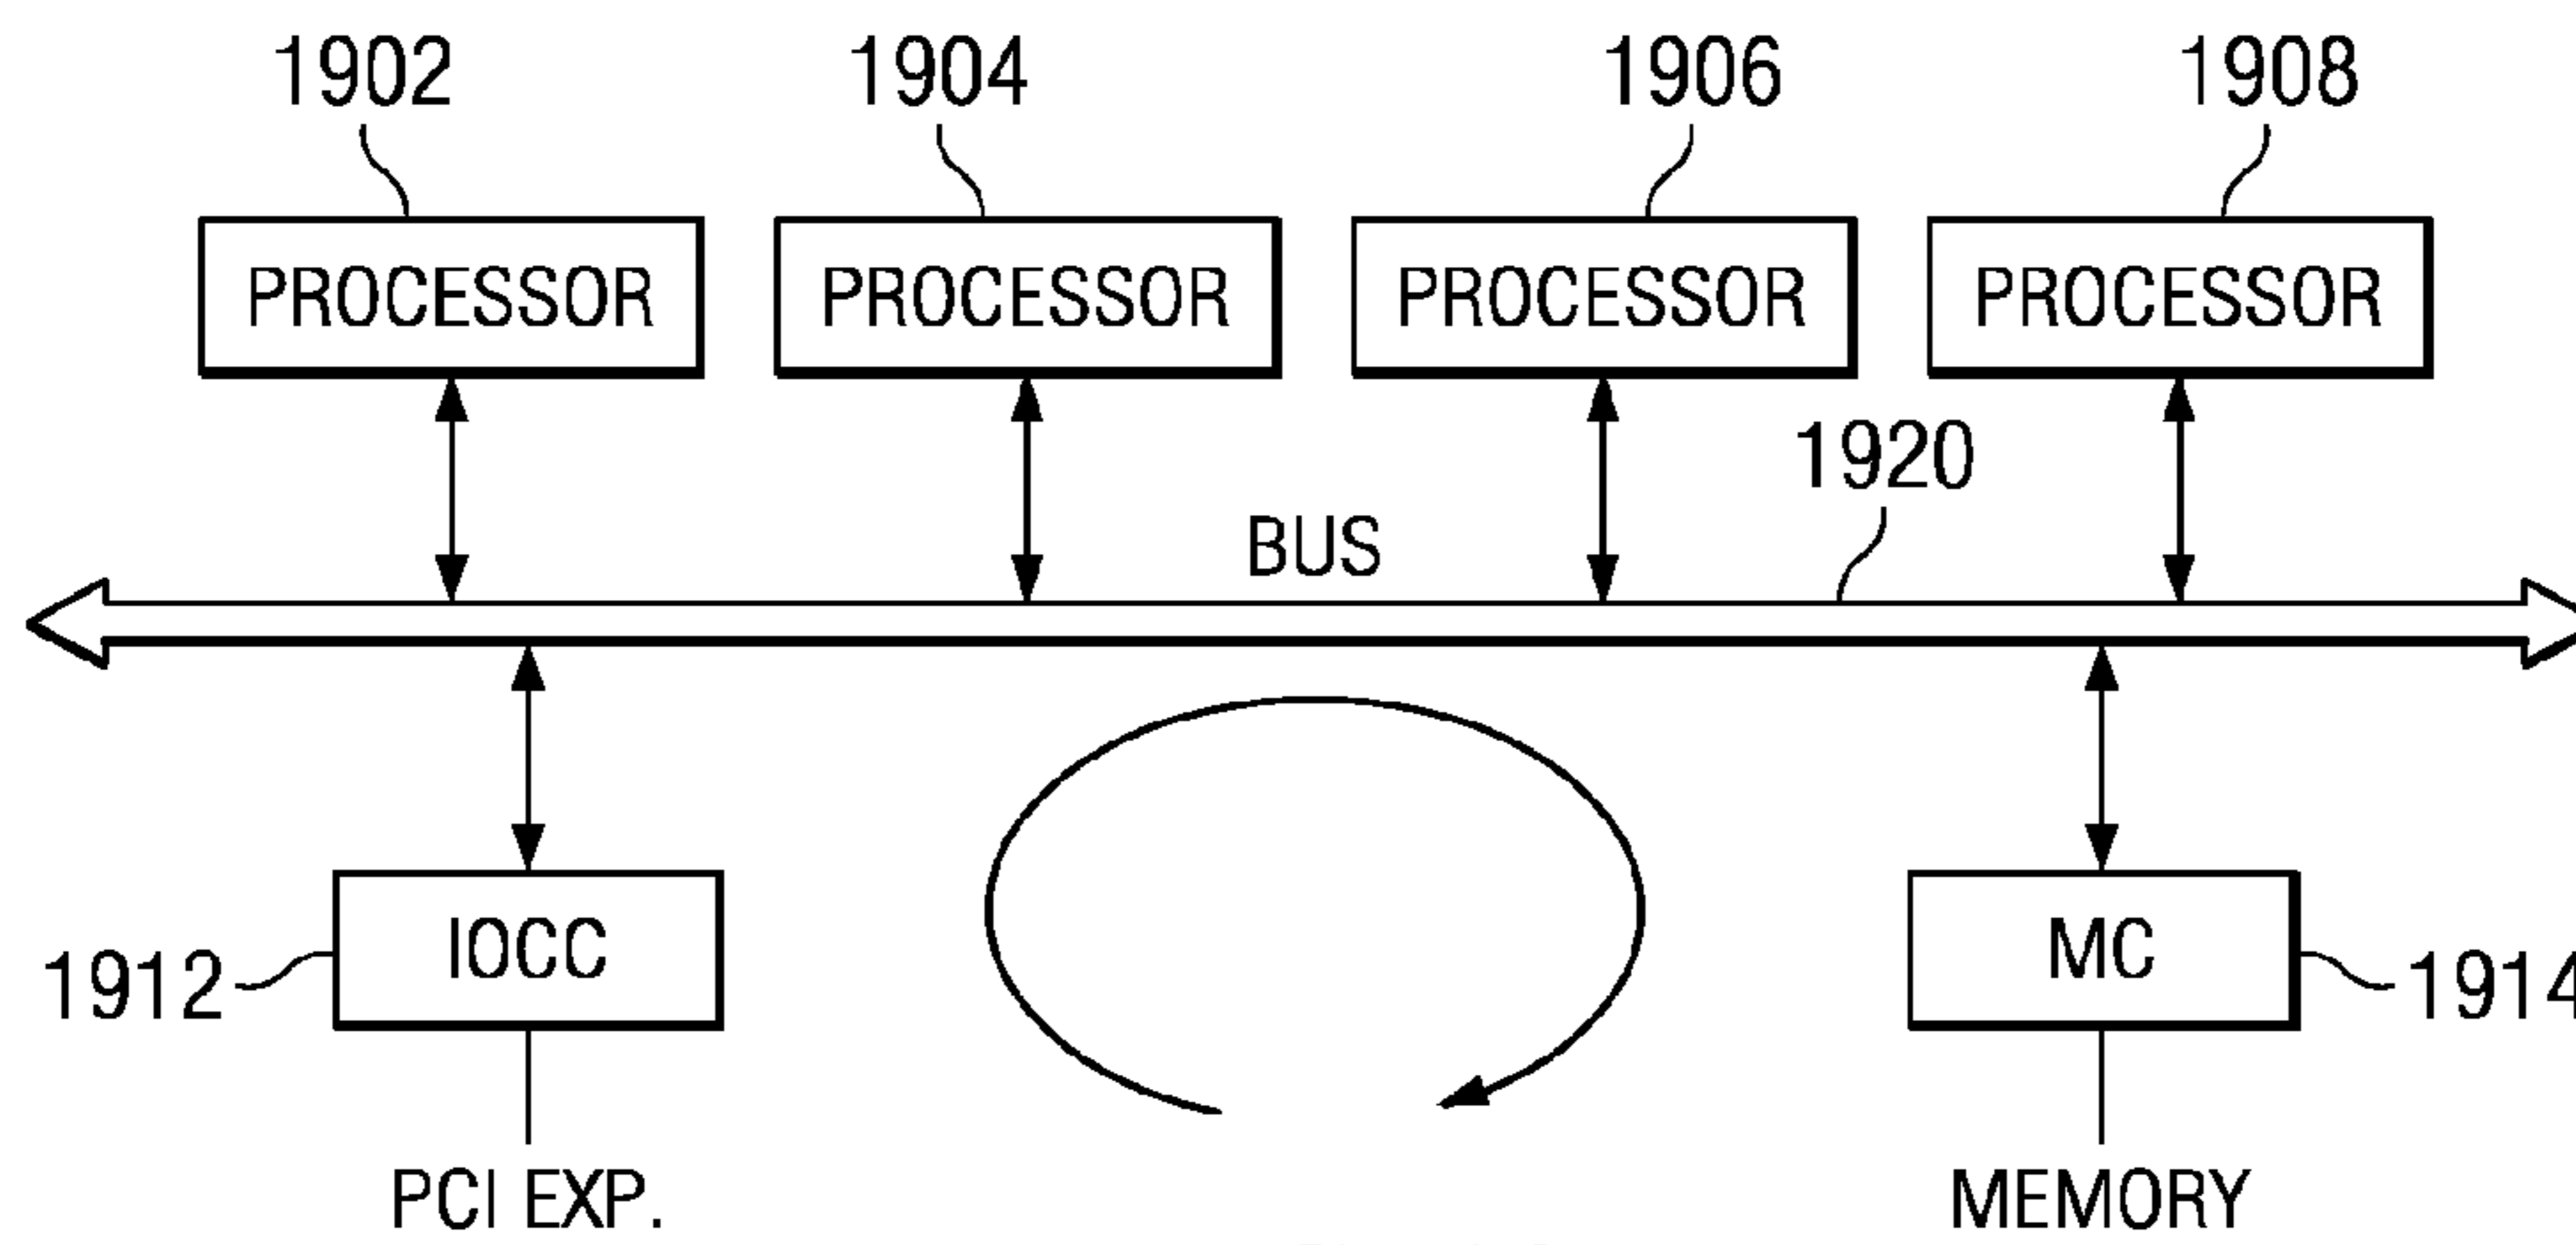 1902 1904 1906 1908
PROCESSOR PROCESSOR PROCESSOR PROCESSOR
1920
BUS
IOCC MC
1912 1914
PCI EXP. MEMORY